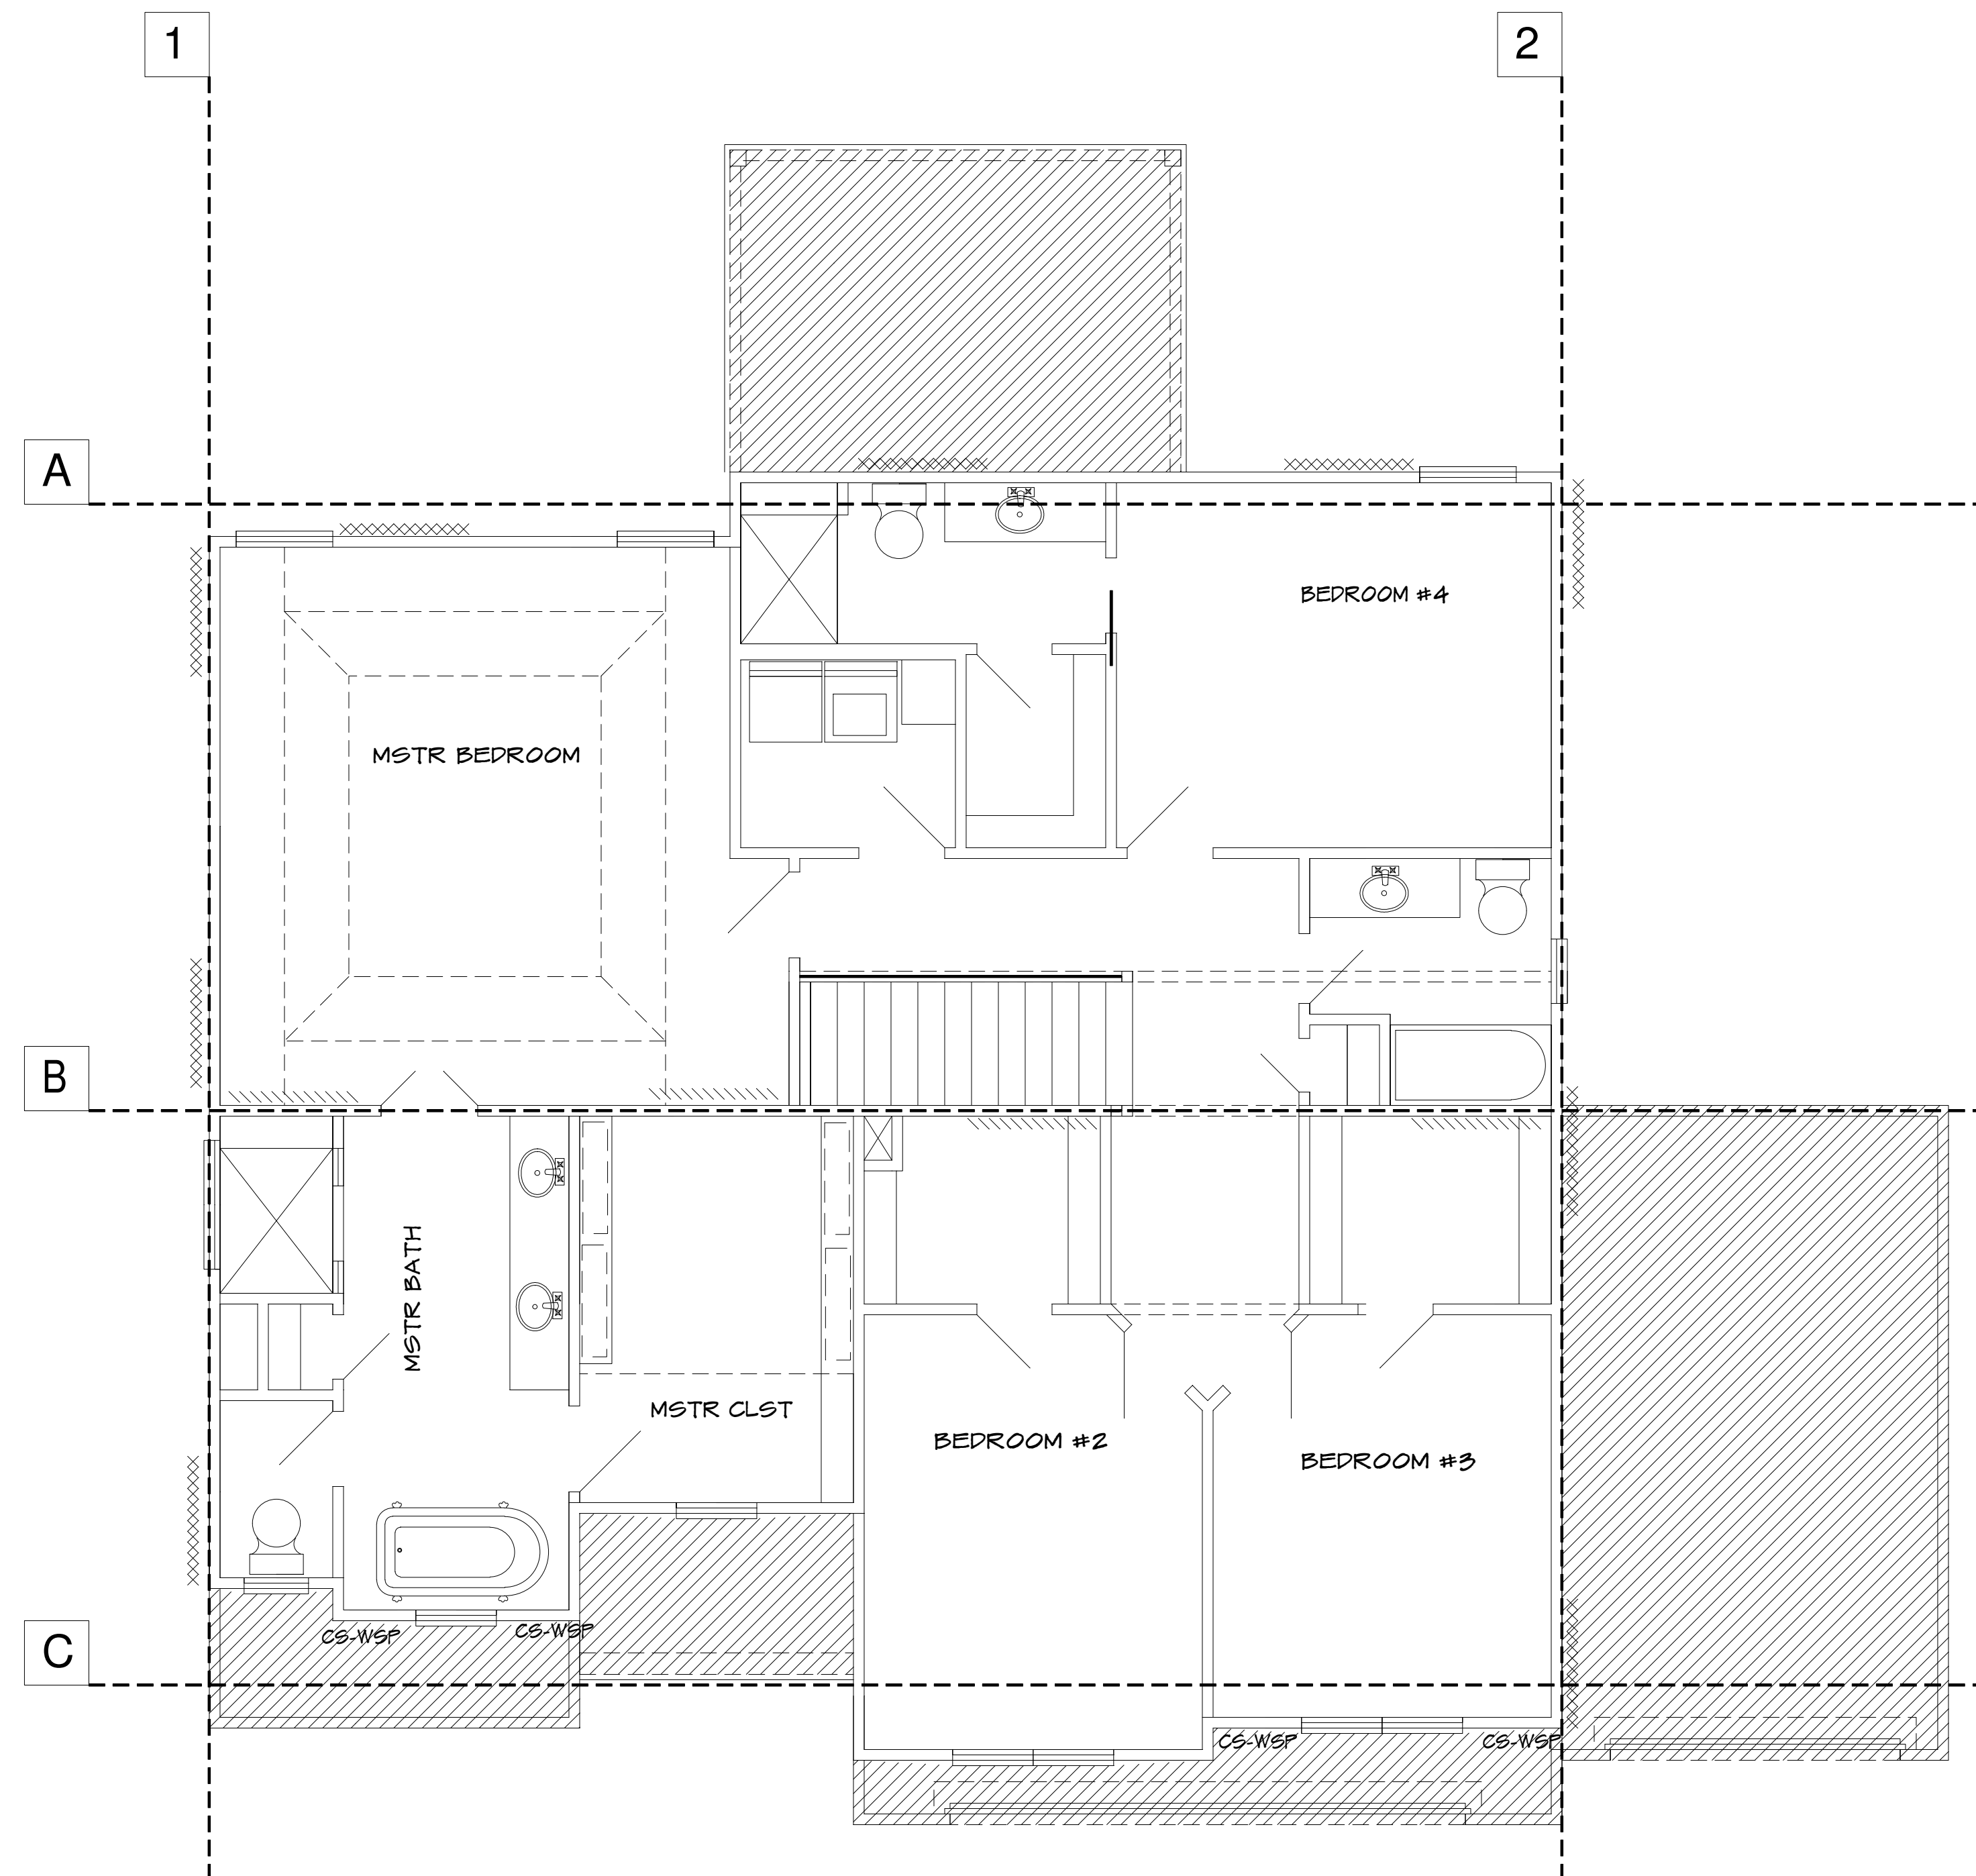 1
2
A
BEDROOM #4
MSTR BEDROOM
B
MSTR BATH
MSTR CLST
BEDROOM #2
BEDROOM #3
C
CS-WSP
CS-WSP
CS-WSP
CS-WSP